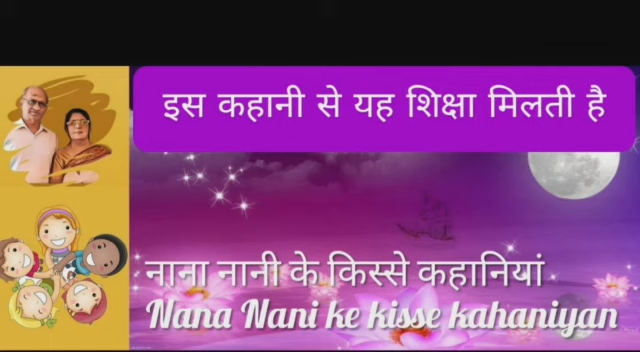 इस कहानी से यह शिक्षा मिलती है
नाना नानी के किस्से कहानियां
Nana Nani ke kisse kahaniyan